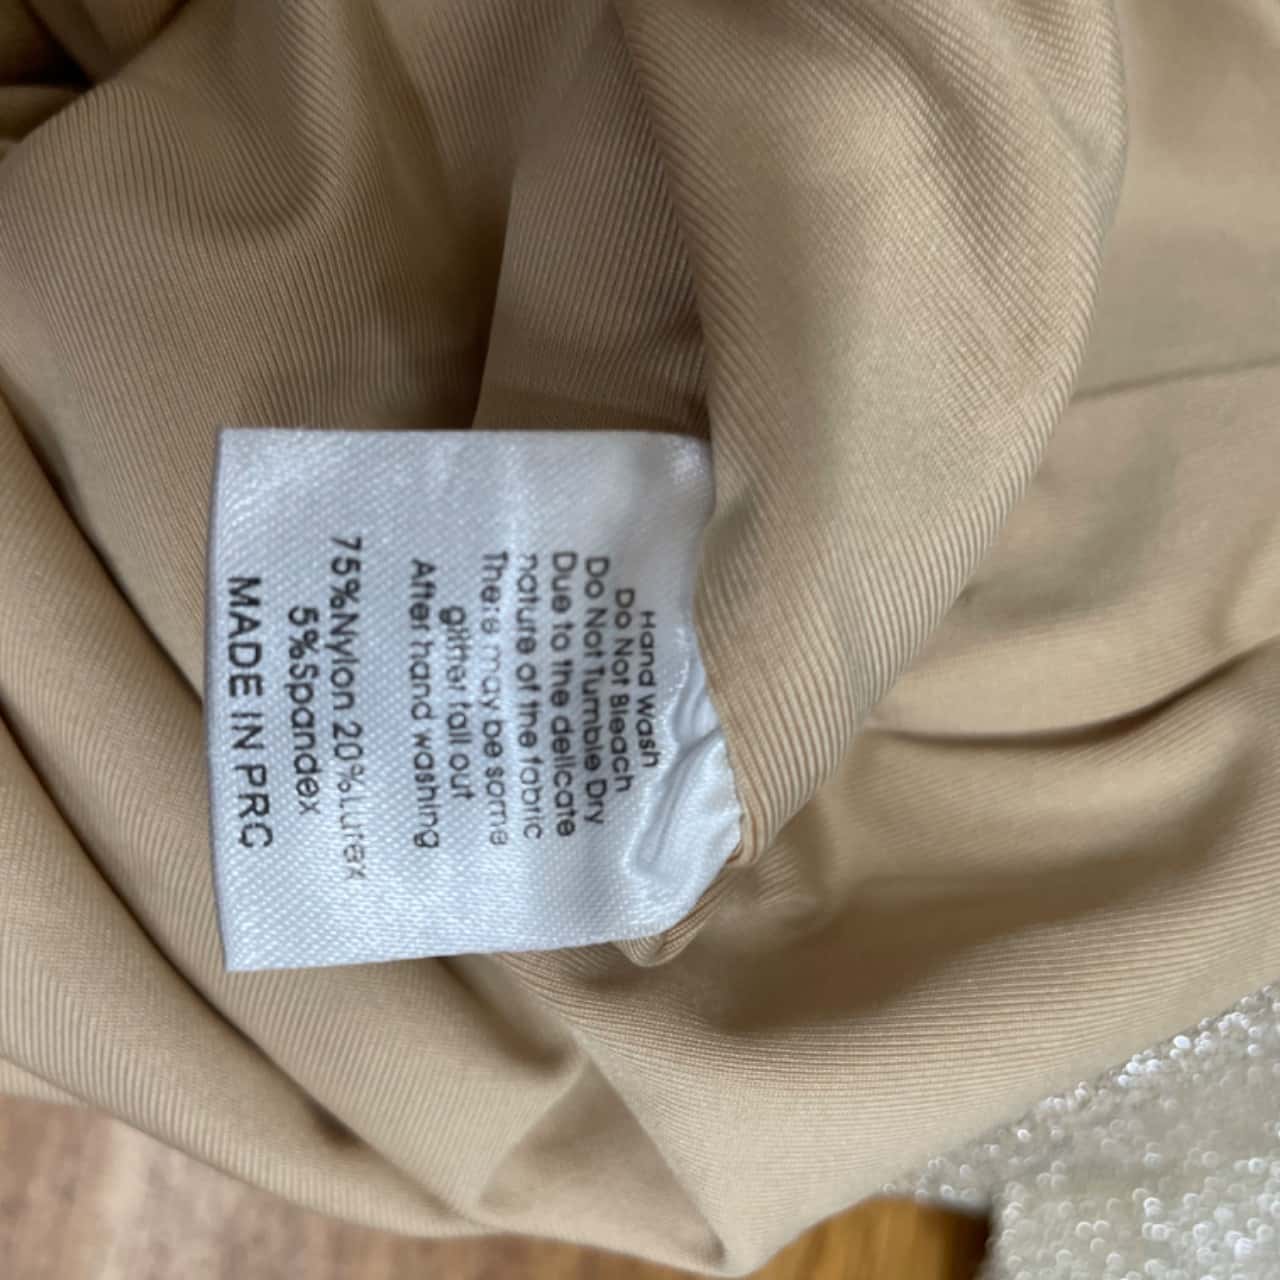 Hand Wash
Do Not Bleach
Do Not Tumble Dry
Due to the delicate
nature of the fabric
There may be some
glitter fall out
After hand washing
75%Nylon 20%Lurex
5%Spandex
MADE IN PRC